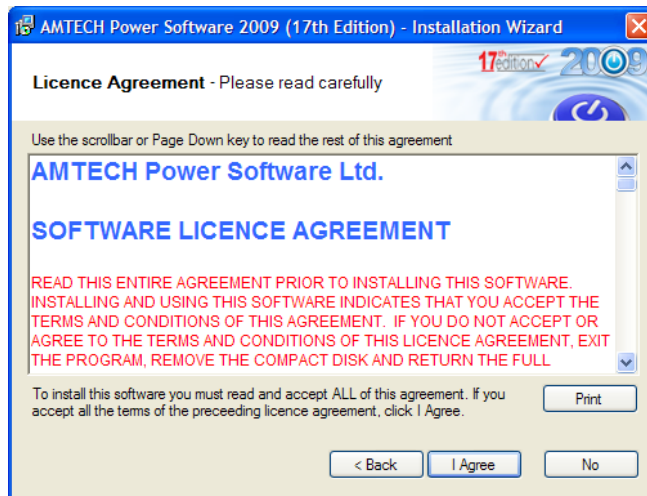 AMTECH Power Software 2009 (17th Edition) - Installation Wizard
17th edition 2009
Licence Agreement - Please read carefully
Use the scrollbar or Page Down key to read the rest of this agreement
AMTECH Power Software Ltd.
SOFTWARE LICENCE AGREEMENT
READ THIS ENTIRE AGREEMENT PRIOR TO INSTALLING THIS SOFTWARE.
INSTALLING AND USING THIS SOFTWARE INDICATES THAT YOU ACCEPT THE
TERMS AND CONDITIONS OF THIS AGREEMENT. IF YOU DO NOT ACCEPT OR
AGREE TO THE TERMS AND CONDITIONS OF THIS LICENCE AGREEMENT, EXIT
THE PROGRAM, REMOVE THE COMPACT DISK AND RETURN THE FULL
To install this software you must read and accept ALL of this agreement. If you
accept all the terms of the preceeding licence agreement, click I Agree.
Print
< Back
I Agree
No